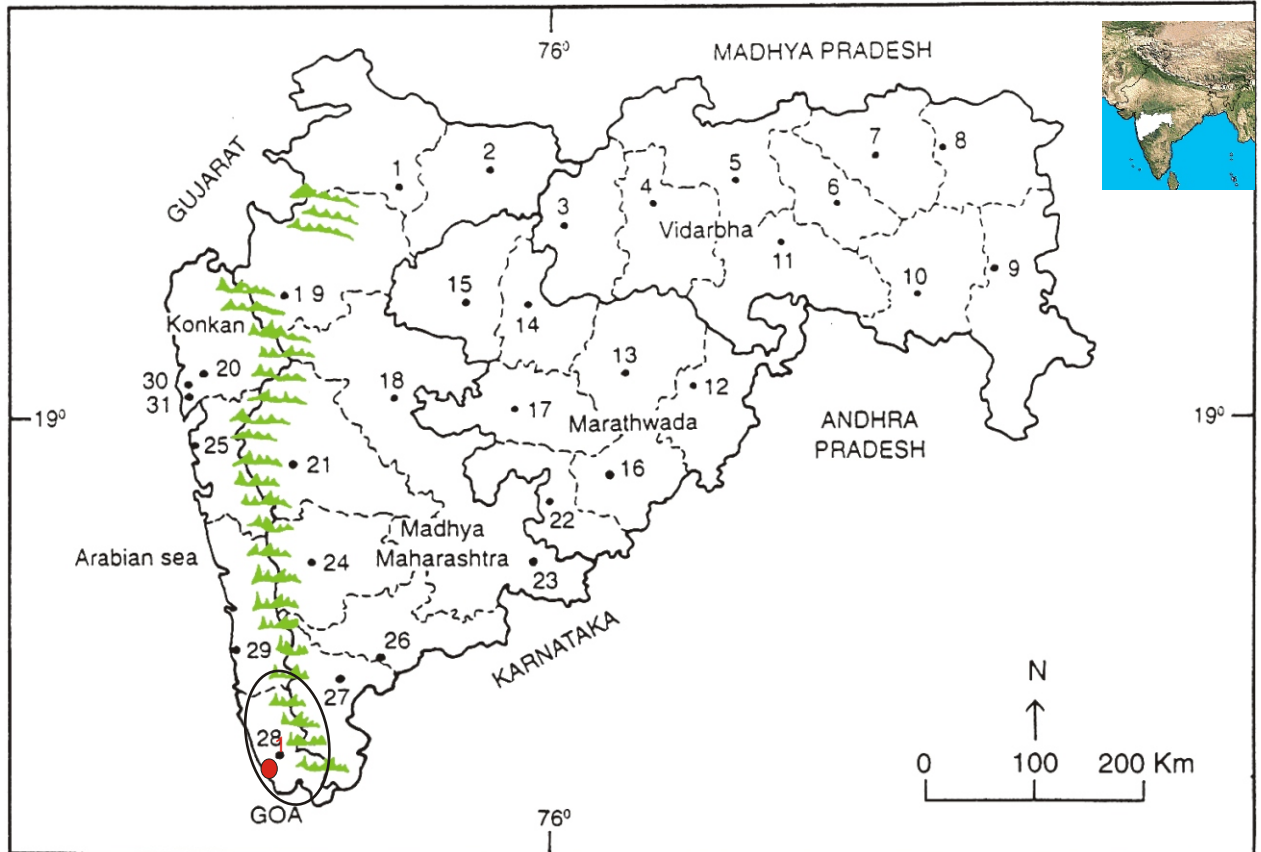 76⁰
MADHYA PRADESH
GUJARAT
1
2
3
4
5
6
7
8
Vidarbha
11
10
9
15
14
1 9
Konkan
20
30
31
18
13
12
17
Marathwada
19⁰
19⁰
ANDHRA
PRADESH
25
21
16
22
Madhya
Maharashtra
Arabian sea
24
23
KARNATAKA
29
26
27
28
GOA
N
0 100 200 Km
76⁰